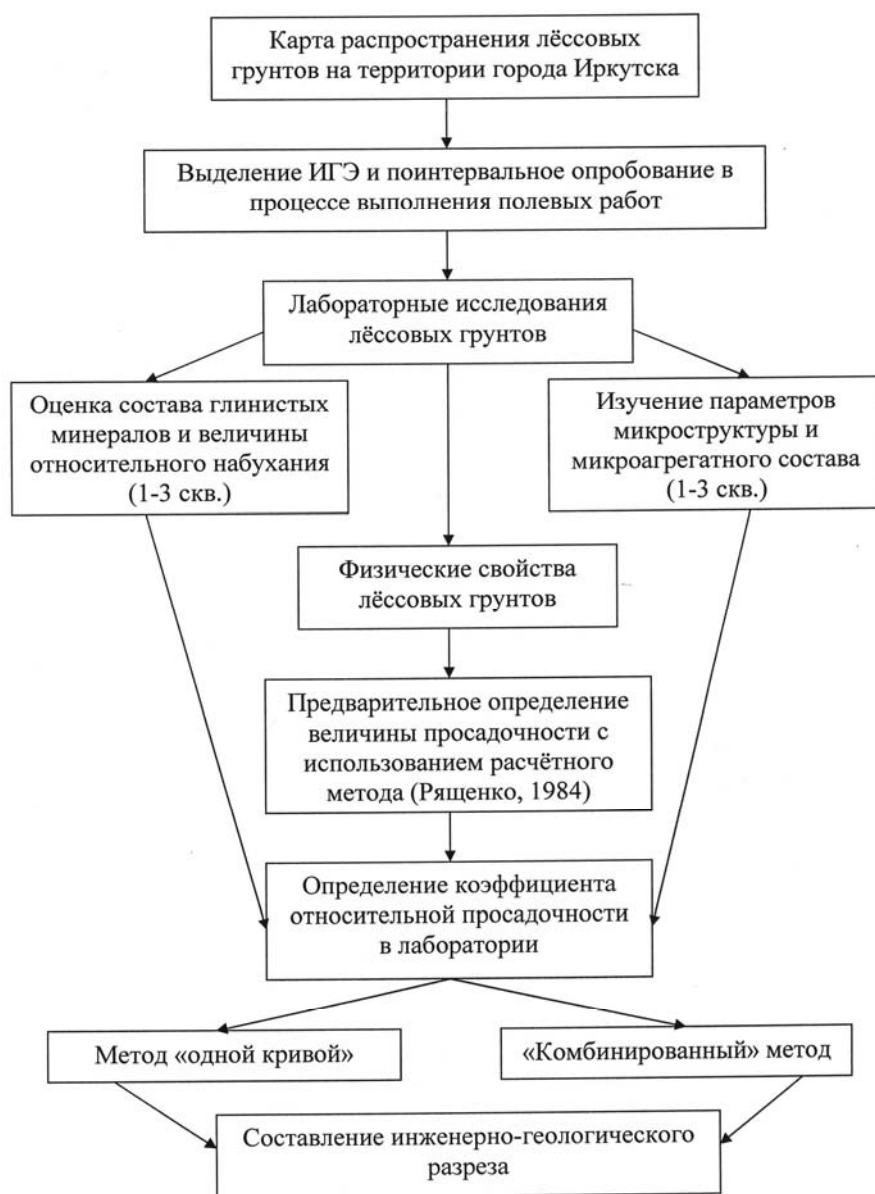 Карта распространения лёссовых
грунтов на территории города Иркутска
Выделение ИГЭ и поинтервальное опробование в
процессе выполнения полевых работ
Лабораторные исследования
лёссовых грунтов
Оценка состава глинистых
минералов и величины
относительного набухания
(1-3 скв.)
Изучение параметров
микроструктуры и
микроагрегатного состава
(1-3 скв.)
Физические свойства
лёссовых грунтов
Предварительное определение
величины просадочности с
использованием расчётного
метода (Рященко, 1984)
Определение коэффициента
относительной просадочности
в лаборатории
Метод «одной кривой»
«Комбинированный» метод
Составление инженерно-геологического
разреза